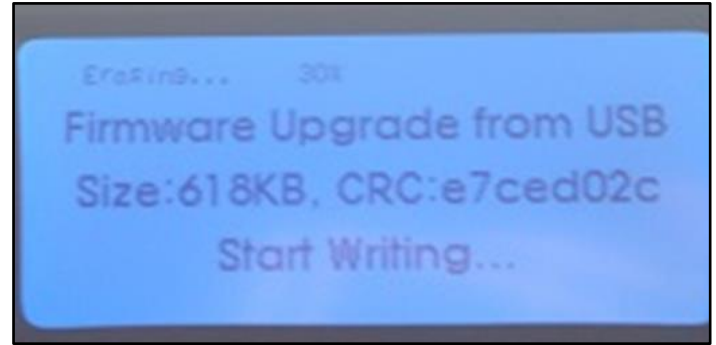 Erasing... 30%
Firmware Upgrade from USB
Size:618KB, CRC:e7ced02c
Start Writing...